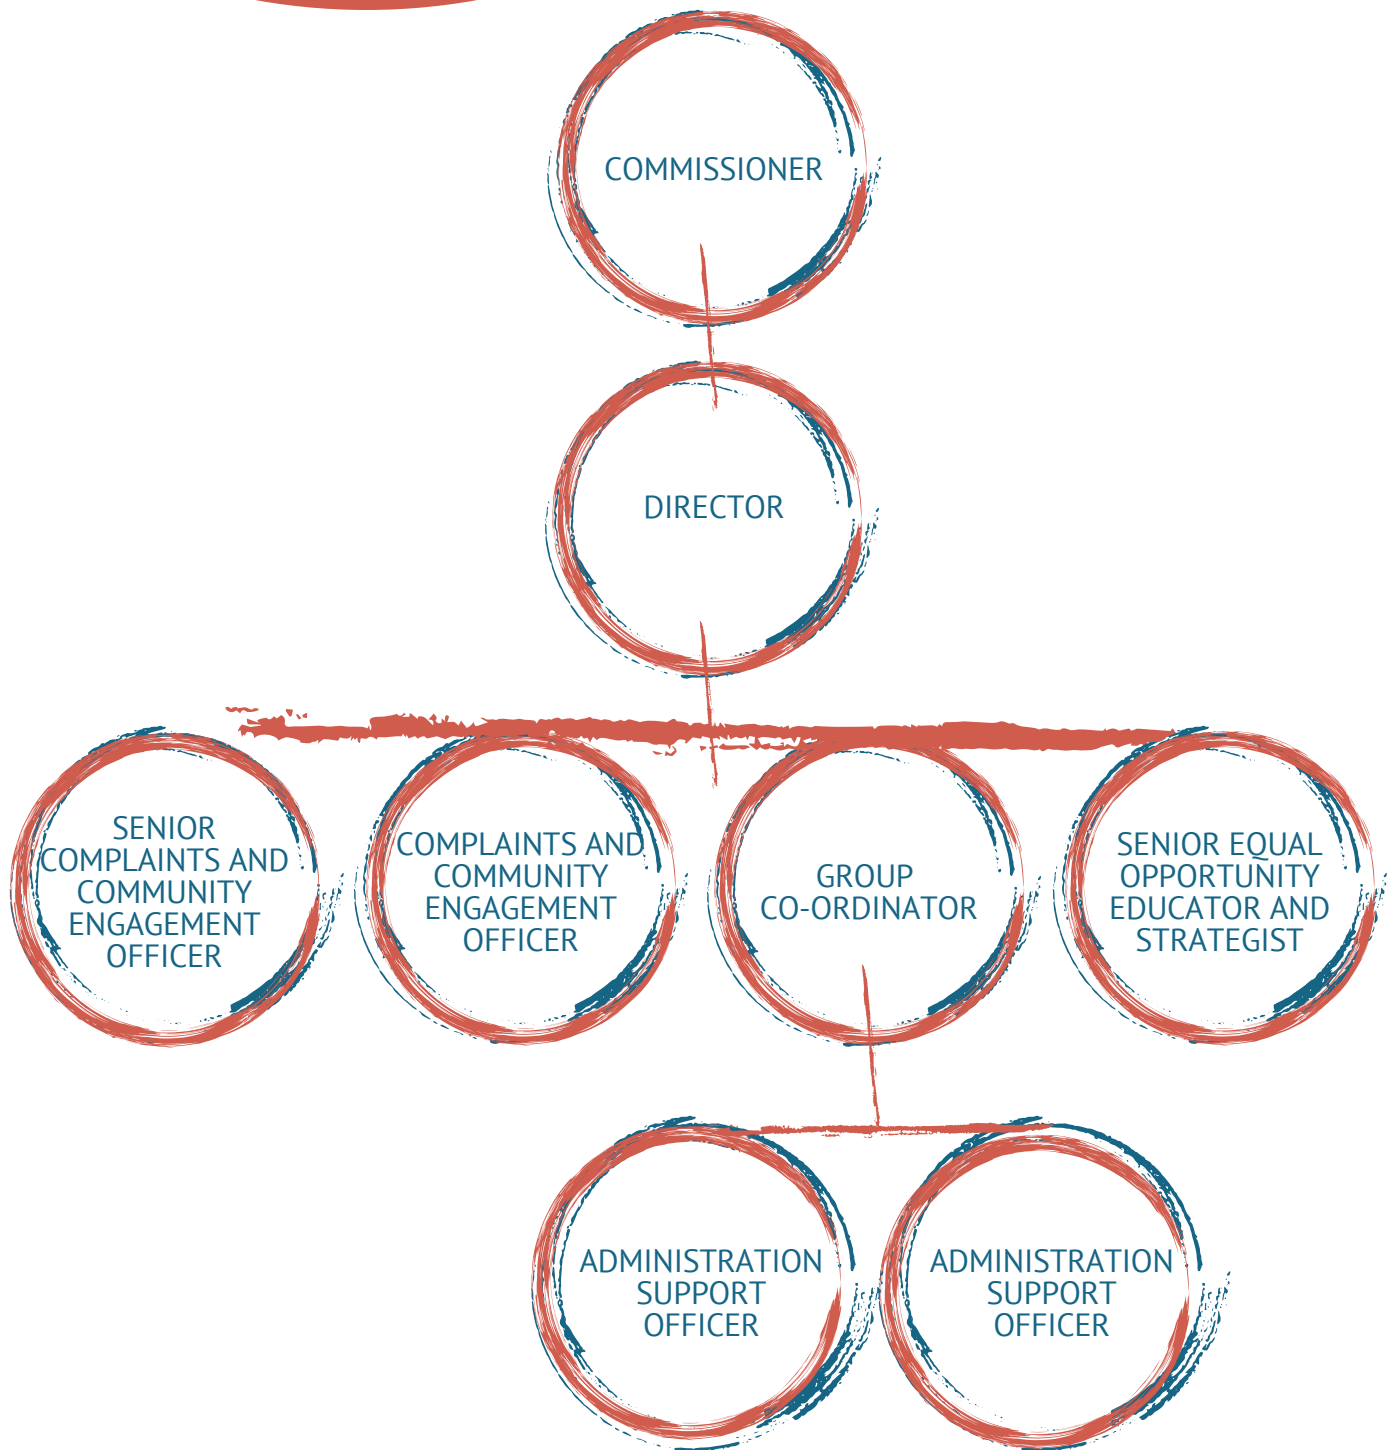 COMMISSIONER
DIRECTOR
SENIOR
COMPLAINTS AND
COMMUNITY
ENGAGEMENT
OFFICER
COMPLAINTS AND
COMMUNITY
ENGAGEMENT
OFFICER
GROUP
CO-ORDINATOR
SENIOR EQUAL
OPPORTUNITY
EDUCATOR AND
STRATEGIST
ADMINISTRATION
SUPPORT
OFFICER
ADMINISTRATION
SUPPORT
OFFICER